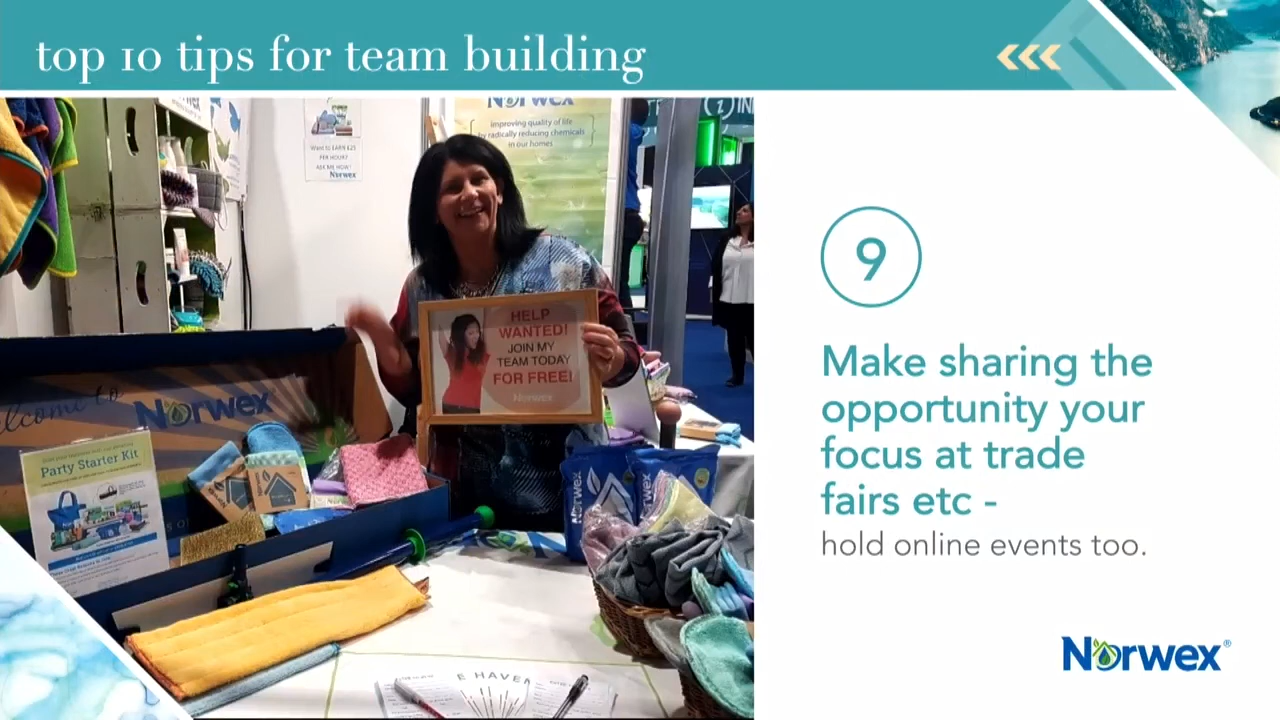 top 10 tips for team building
Norwex
improving quality of life
by radically reducing chemicals
in our homes
Want to EARN £25
PER HOUR?
ASK ME HOW!
Norwex
HELP
WANTED!
JOIN MY
TEAM TODAY
FOR FREE!
Norwex
elcome to
Norwex
Party Starter Kit
Norwex
E HAVEN
9
Make sharing the
opportunity your
focus at trade
fairs etc -
hold online events too.
Norwex®